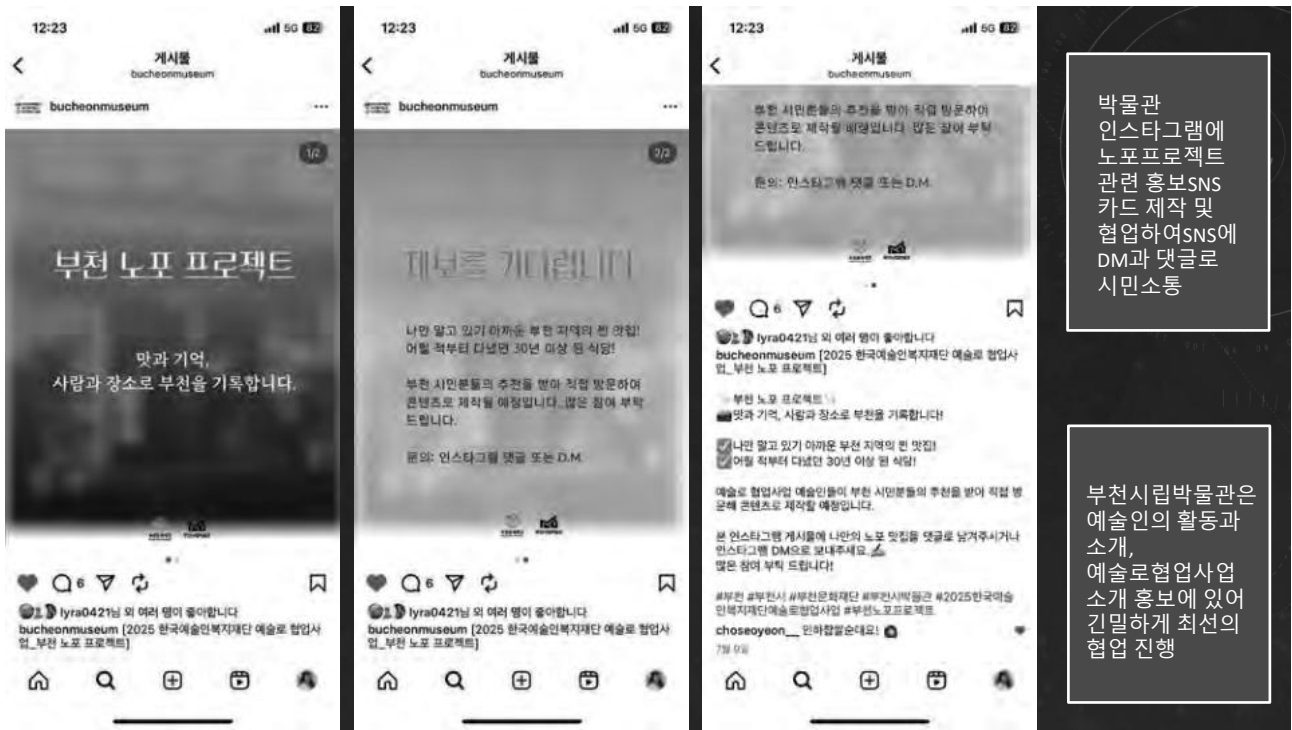 12:23
5G 82
게시물
bucheonmuseum
bucheonmuseum
1/2
부천 노포 프로젝트
맛과 기억,
사람과 장소로 부천을 기록합니다.
6
lyra0421님 외 여러 명이 좋아합니다
bucheonmuseum [2025 한국예술인복지재단 예술로 협업사
업_부천 노포 프로젝트]
12:23
5G 82
게시물
bucheonmuseum
bucheonmuseum
2/2
제보를 기다립니다
나만 알고 있기 아까운 부천 지역의 찐 맛집!
어릴 적부터 다녔던 30년 이상 된 식당!
부천 시민분들의 추천을 받아 직접 방문하여
콘텐츠로 제작될 예정입니다. 많은 참여 부탁
드립니다.
문의: 인스타그램 댓글 또는 D.M
6
lyra0421님 외 여러 명이 좋아합니다
bucheonmuseum [2025 한국예술인복지재단 예술로 협업사
업_부천 노포 프로젝트]
12:23
5G 82
게시물
bucheonmuseum
부천 시민분들의 추천을 받아 직접 방문하여
콘텐츠로 제작될 예정입니다. 많은 참여 부탁
드립니다.
문의: 인스타그램 댓글 또는 D.M
6
lyra0421님 외 여러 명이 좋아합니다
bucheonmuseum [2025 한국예술인복지재단 예술로 협업사
업_부천 노포 프로젝트]
부천 노포 프로젝트
맛과 기억, 사람과 장소로 부천을 기록합니다!
나만 알고 있기 아까운 부천 지역의 찐 맛집!
어릴 적부터 다녔던 30년 이상 된 식당!
예술로 협업사업 예술인들이 부천 시민분들의 추천을 받아 직접 방
문해 콘텐츠로 제작할 예정입니다.
본 인스타그램 게시물에 나만의 노포 맛집을 댓글로 남겨주시거나
인스타그램 DM으로 보내주세요.
많은 참여 부탁 드립니다!
#부천 #부천시 #부천문화재단 #부천시박물관 #2025한국예술
인복지재단예술로협업사업 #부천노포프로젝트
choseoyeon__ 인하찹쌀순대요!
7월 9일
박물관
인스타그램에
노포프로젝트
관련 홍보SNS
카드 제작 및
협업하여SNS에
DM과 댓글로
시민소통
부천시립박물관은
예술인의 활동과
소개,
예술로협업사업
소개 홍보에 있어
긴밀하게 최선의
협업 진행